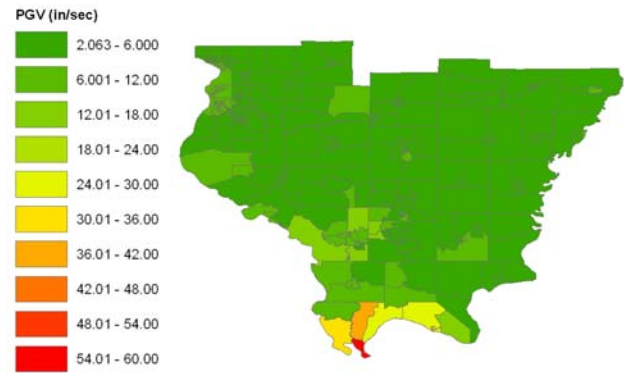 PGV (in/sec)
2.063 - 6.000
6.001 - 12.00
12.01 - 18.00
18.01 - 24.00
24.01 - 30.00
30.01 - 36.00
36.01 - 42.00
42.01 - 48.00
48.01 - 54.00
54.01 - 60.00